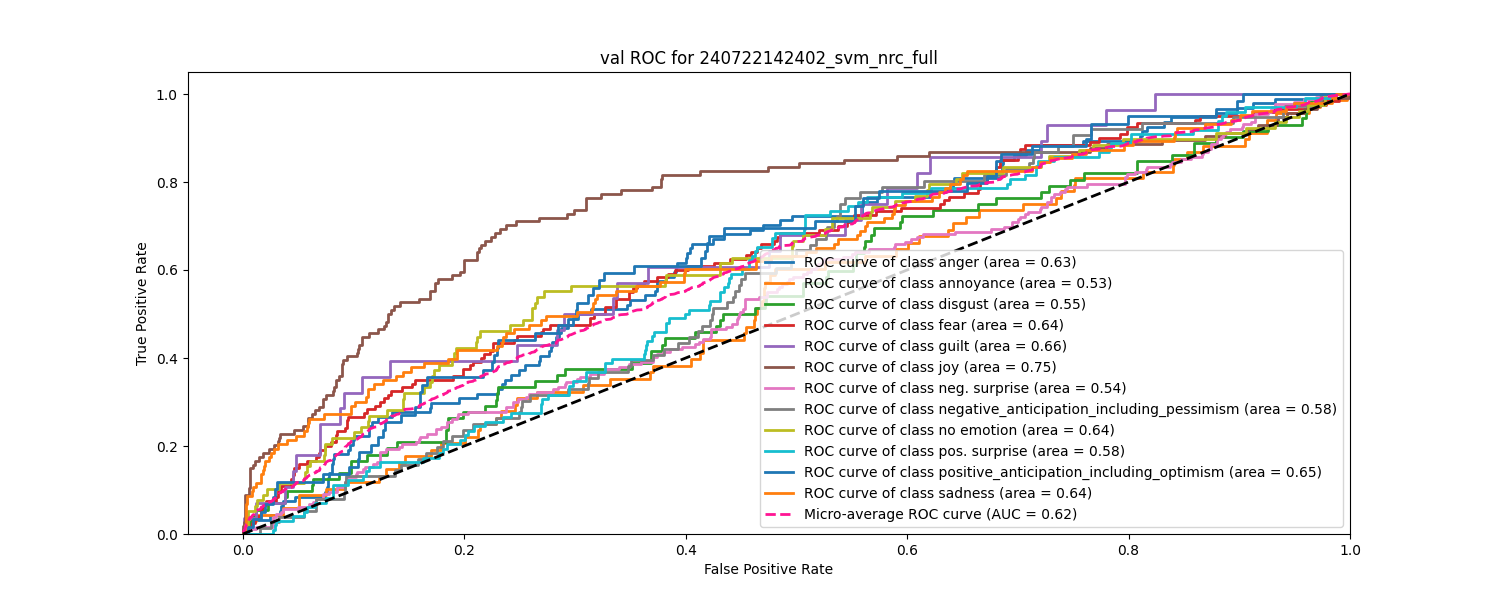 val ROC for 240722142402_svm_nrc_full
1.0
0.8
0.6
0.4
0.2
0.0
True Positive Rate
ROC curve of class anger (area = 0.63)
ROC curve of class annoyance (area = 0.53)
ROC curve of class disgust (area = 0.55)
ROC curve of class fear (area = 0.64)
ROC curve of class guilt (area = 0.66)
ROC curve of class joy (area = 0.75)
ROC curve of class neg. surprise (area = 0.54)
ROC curve of class negative_anticipation_including_pessimism (area = 0.58)
ROC curve of class no emotion (area = 0.64)
ROC curve of class pos. surprise (area = 0.58)
ROC curve of class positive_anticipation_including_optimism (area = 0.65)
ROC curve of class sadness (area = 0.64)
Micro-average ROC curve (AUC = 0.62)
0.0 0.2 0.4 0.6 0.8 1.0
False Positive Rate